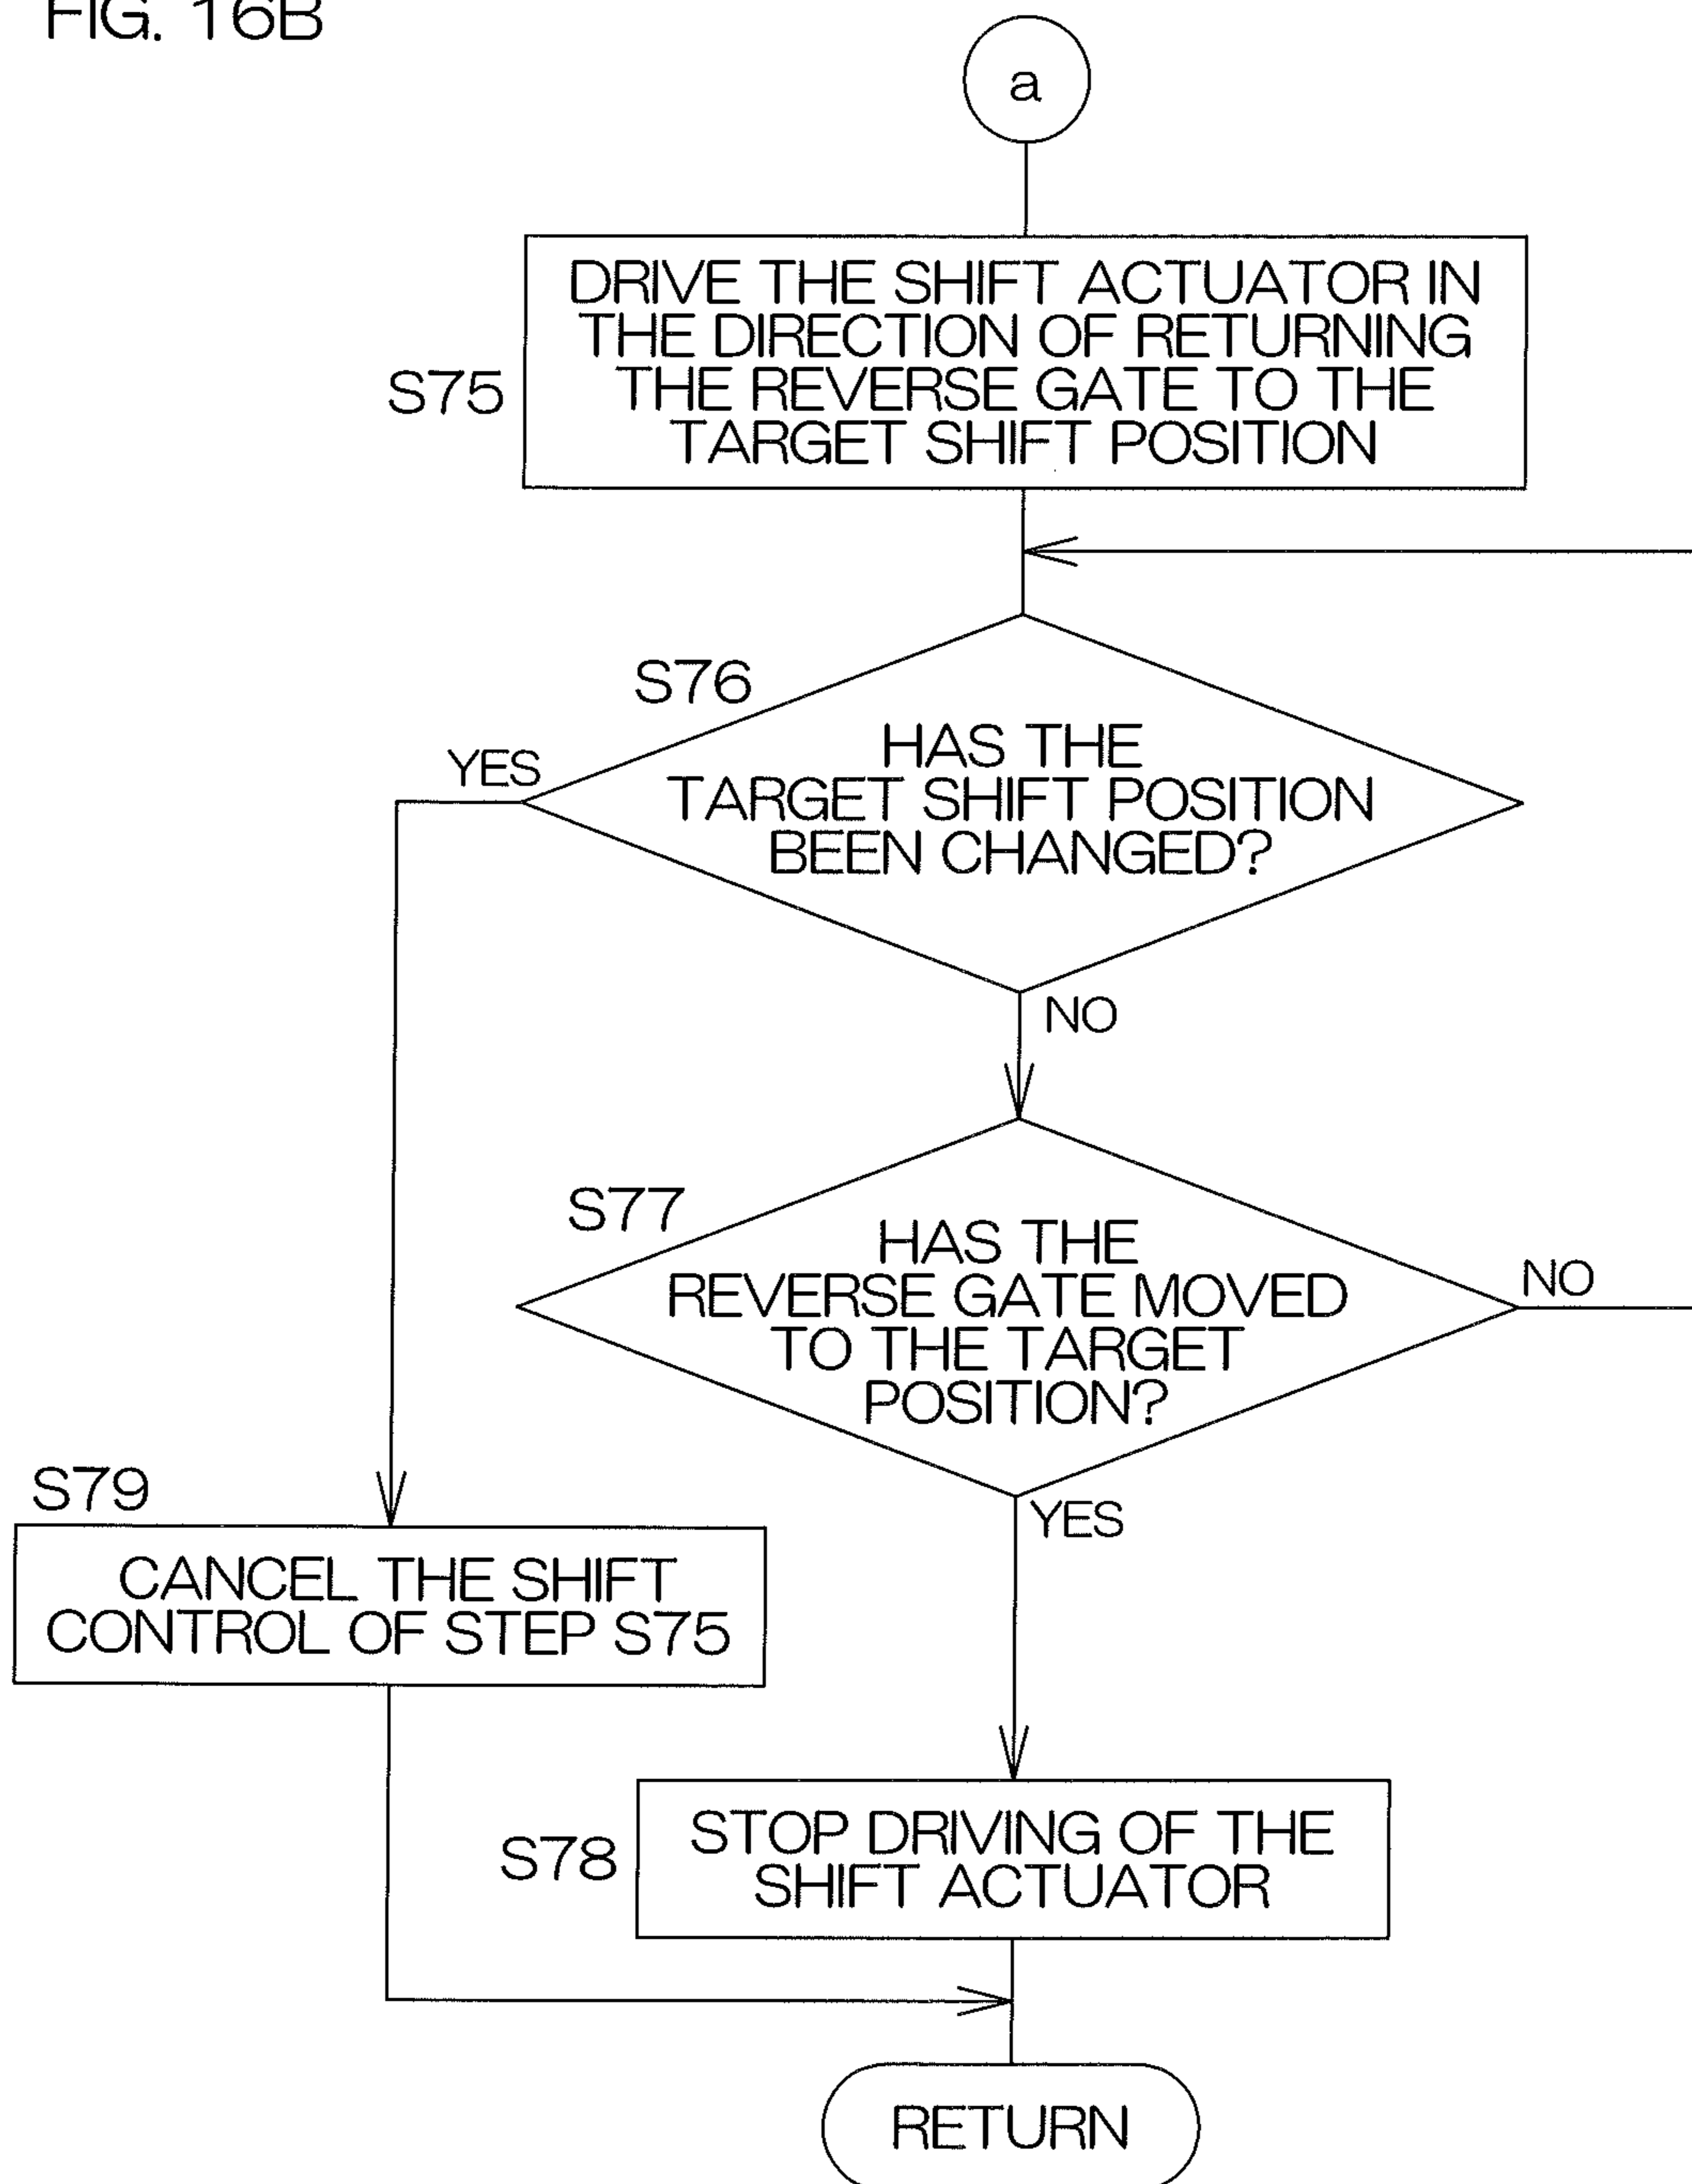 FIG. 16B
a
S75
DRIVE THE SHIFT ACTUATOR IN
THE DIRECTION OF RETURNING
THE REVERSE GATE TO THE
TARGET SHIFT POSITION
S76
YES
HAS THE
TARGET SHIFT POSITION
BEEN CHANGED?
NO
S77
HAS THE
REVERSE GATE MOVED
TO THE TARGET
POSITION?
NO
YES
S79
CANCEL THE SHIFT
CONTROL OF STEP S75
S78
STOP DRIVING OF THE
SHIFT ACTUATOR
RETURN